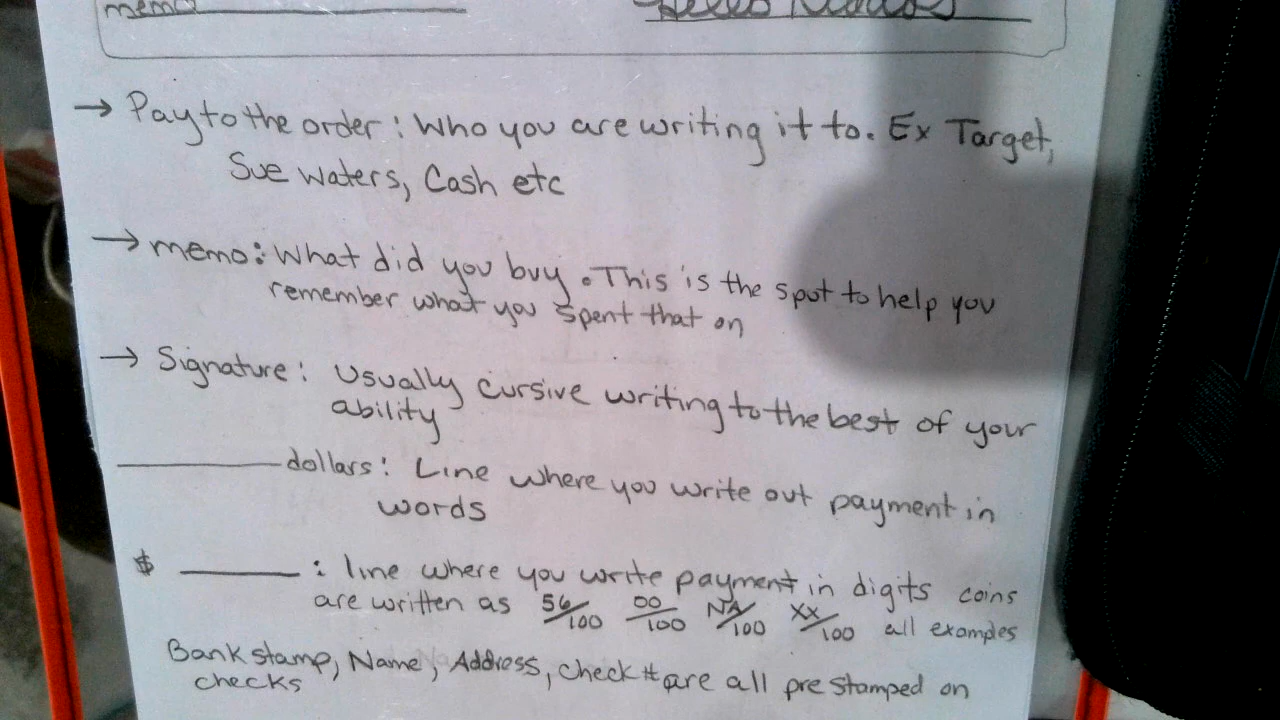 memo
→ Pay to the order: Who you are writing it to. Ex Target,
Sue Waters, Cash etc
→ memo: What did you buy. This is the spot to help you
remember what you spent that on
→ Signature: Usually cursive writing to the best of your
ability
________ dollars: Line where you write out payment in
words
$ ________: line where you write payment in digits coins
are written as 56/100 00/100 NA/100 XX/100 all examples
Bank stamp, Name, Address, Check # are all pre stamped on
checks